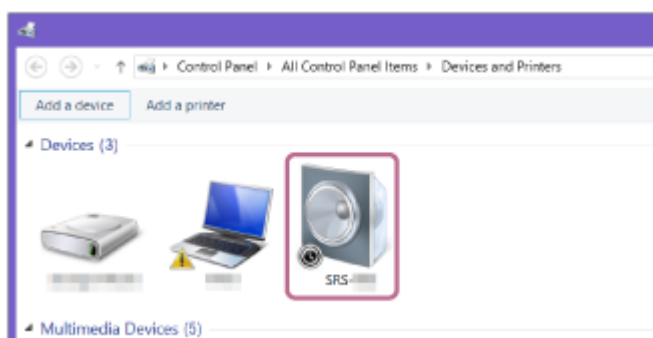 Control Panel ▸ All Control Panel Items ▸ Devices and Printers
Add a device Add a printer
Devices (3)
SRS-
Multimedia Devices (5)